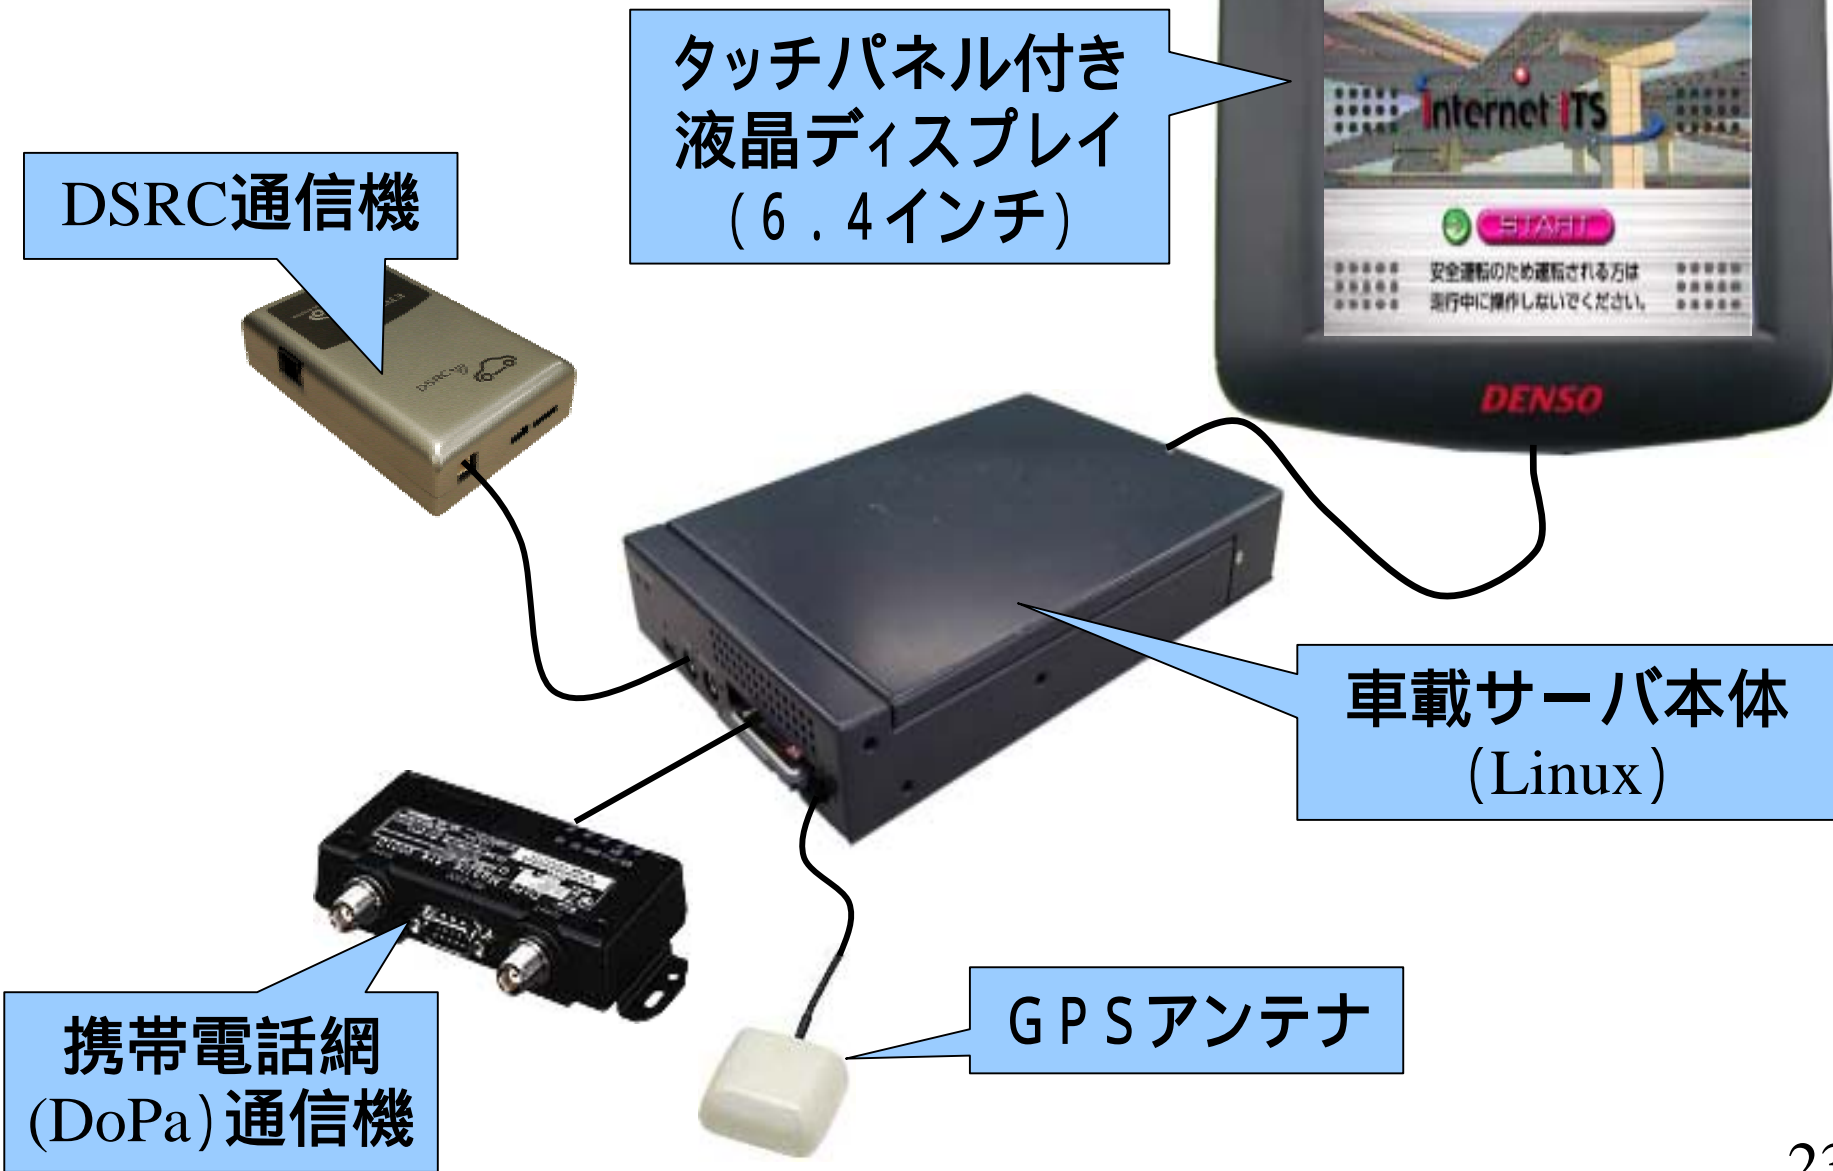 タッチパネル付き
液晶ディスプレイ
(６．４インチ)
DSRC通信機
Internet ITS
START
安全運転のため運転される方は
走行中に操作しないでください。
DENSO
DSRC
車載サーバ本体
(Linux)
携帯電話網
(DoPa)通信機
ＧＰＳアンテナ
23